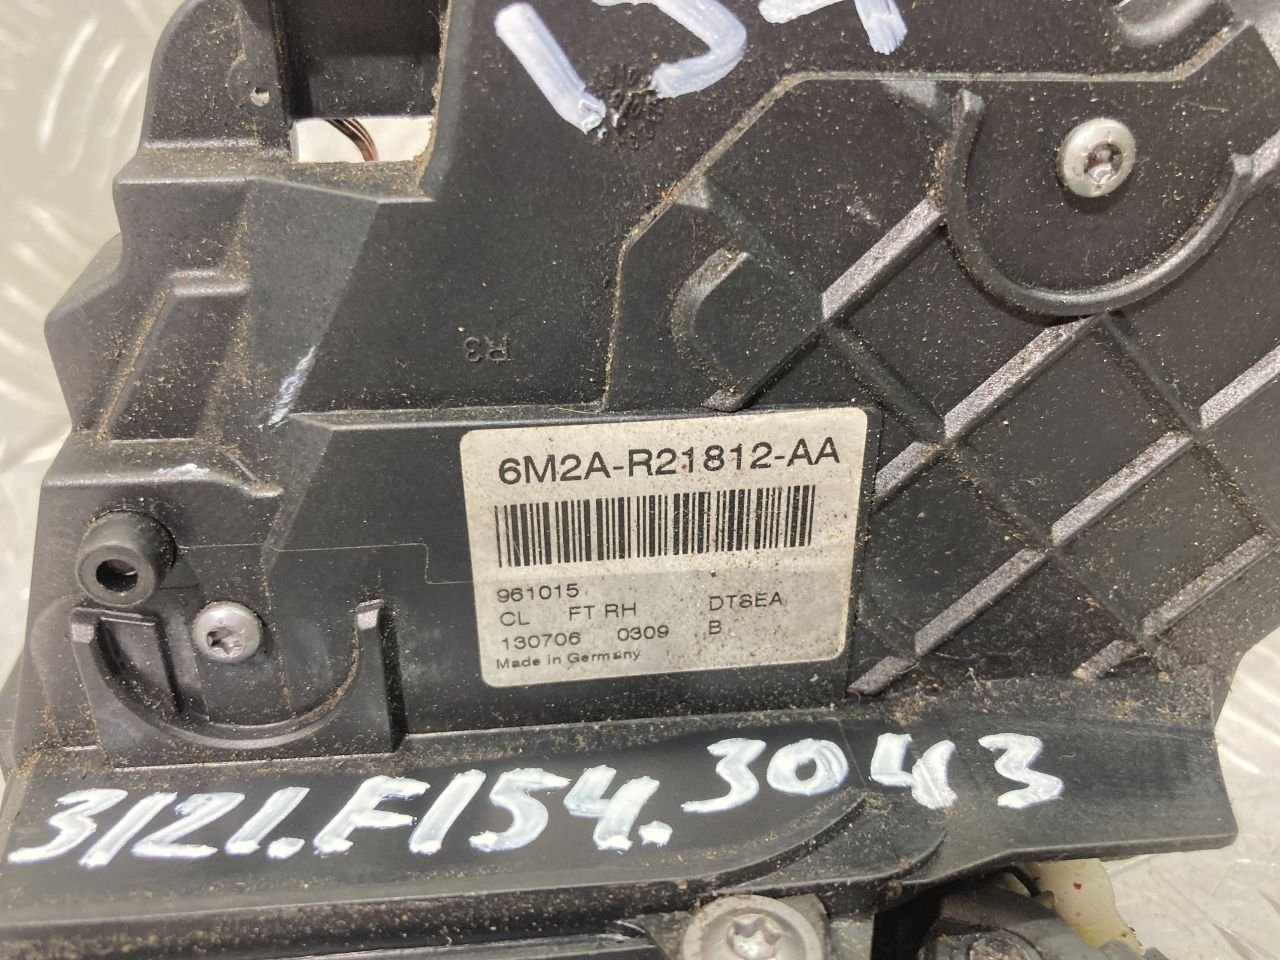 R3
6M2A-R21812-AA
961015
CL FT RH DTSEA
130706 0309 B
Made in Germany
3121.F154.3043